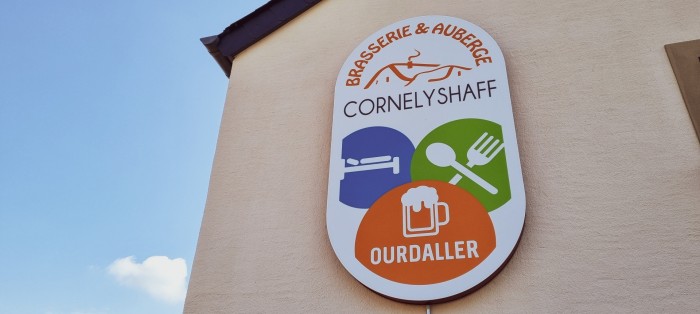 BRASSERIE & AUBERGE
CORNELYSHAFF
OURDALLER